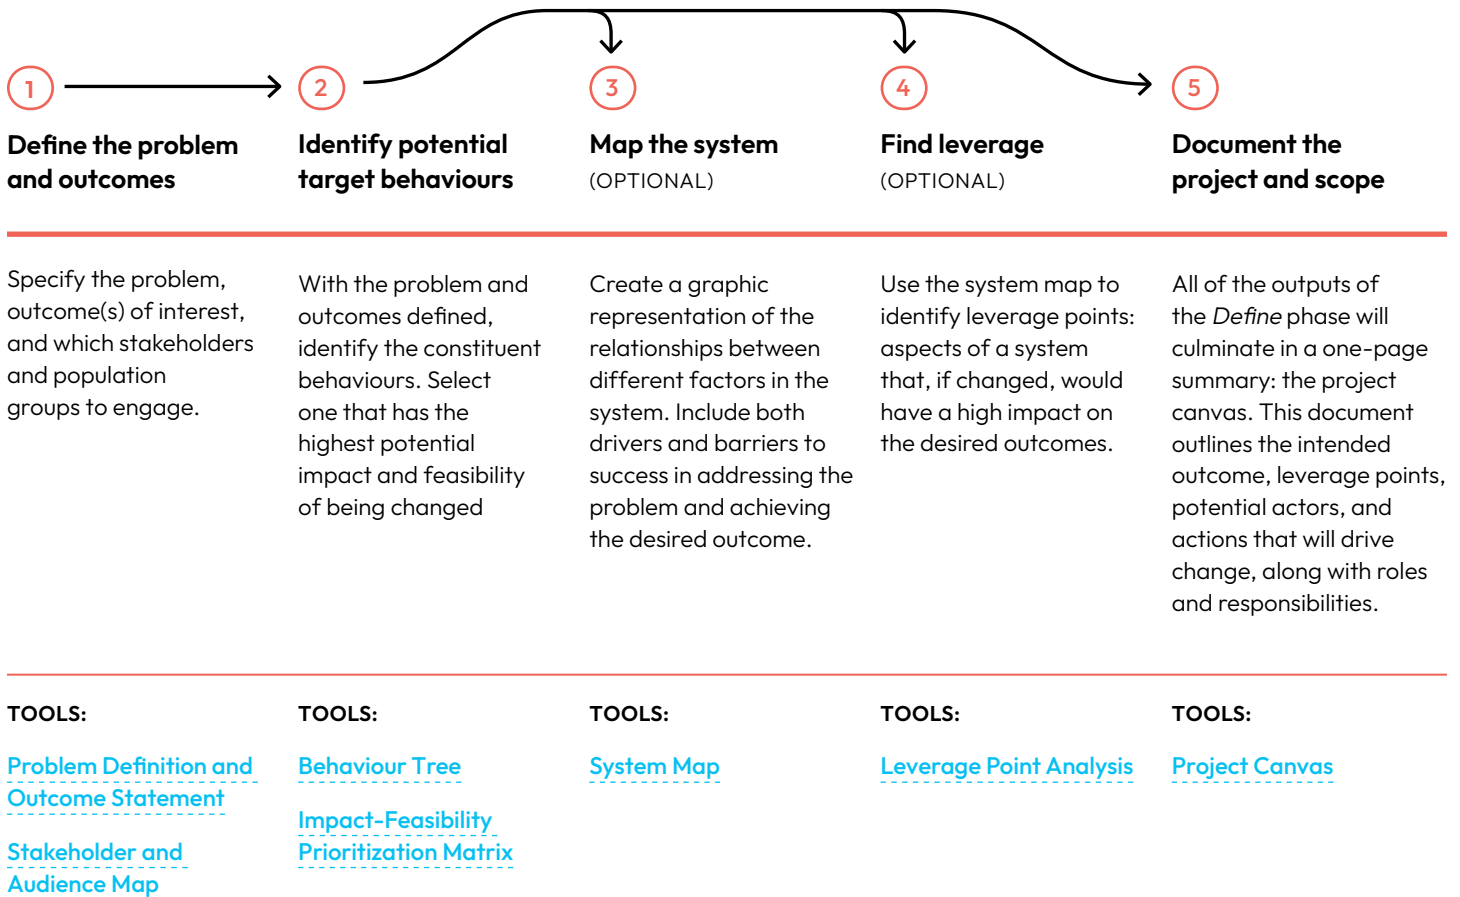 1
Define the problem
and outcomes
Specify the problem,
outcome(s) of interest,
and which stakeholders
and population
groups to engage.
TOOLS:
Problem Definition and
Outcome Statement
Stakeholder and
Audience Map
2
Identify potential
target behaviours
With the problem and
outcomes defined,
identify the constituent
behaviours. Select
one that has the
highest potential
impact and feasibility
of being changed
TOOLS:
Behaviour Tree
Impact-Feasibility
Prioritization Matrix
3
Map the system
(OPTIONAL)
Create a graphic
representation of the
relationships between
different factors in the
system. Include both
drivers and barriers to
success in addressing the
problem and achieving
the desired outcome.
TOOLS:
System Map
4
Find leverage
(OPTIONAL)
Use the system map to
identify leverage points:
aspects of a system
that, if changed, would
have a high impact on
the desired outcomes.
TOOLS:
Leverage Point Analysis
5
Document the
project and scope
All of the outputs of
the Define phase will
culminate in a one-page
summary: the project
canvas. This document
outlines the intended
outcome, leverage points,
potential actors, and
actions that will drive
change, along with roles
and responsibilities.
TOOLS:
Project Canvas